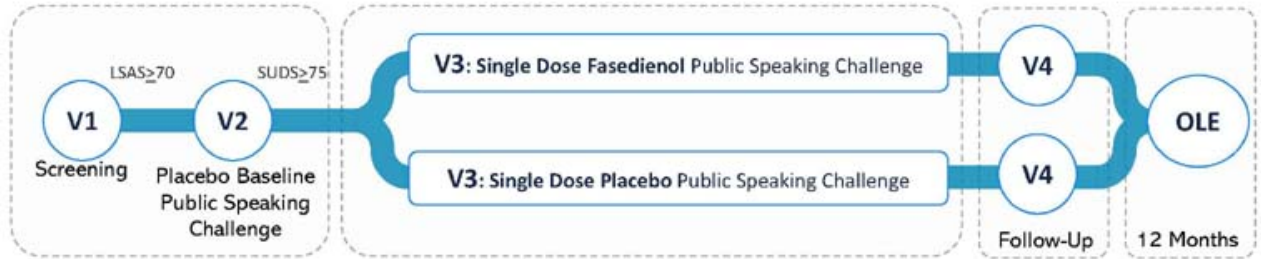 LSAS≥70
SUDS≥75
V1
V2
Screening
Placebo Baseline
Public Speaking
Challenge
V3: Single Dose Fasedienol Public Speaking Challenge
V3: Single Dose Placebo Public Speaking Challenge
V4
V4
Follow-Up
OLE
12 Months